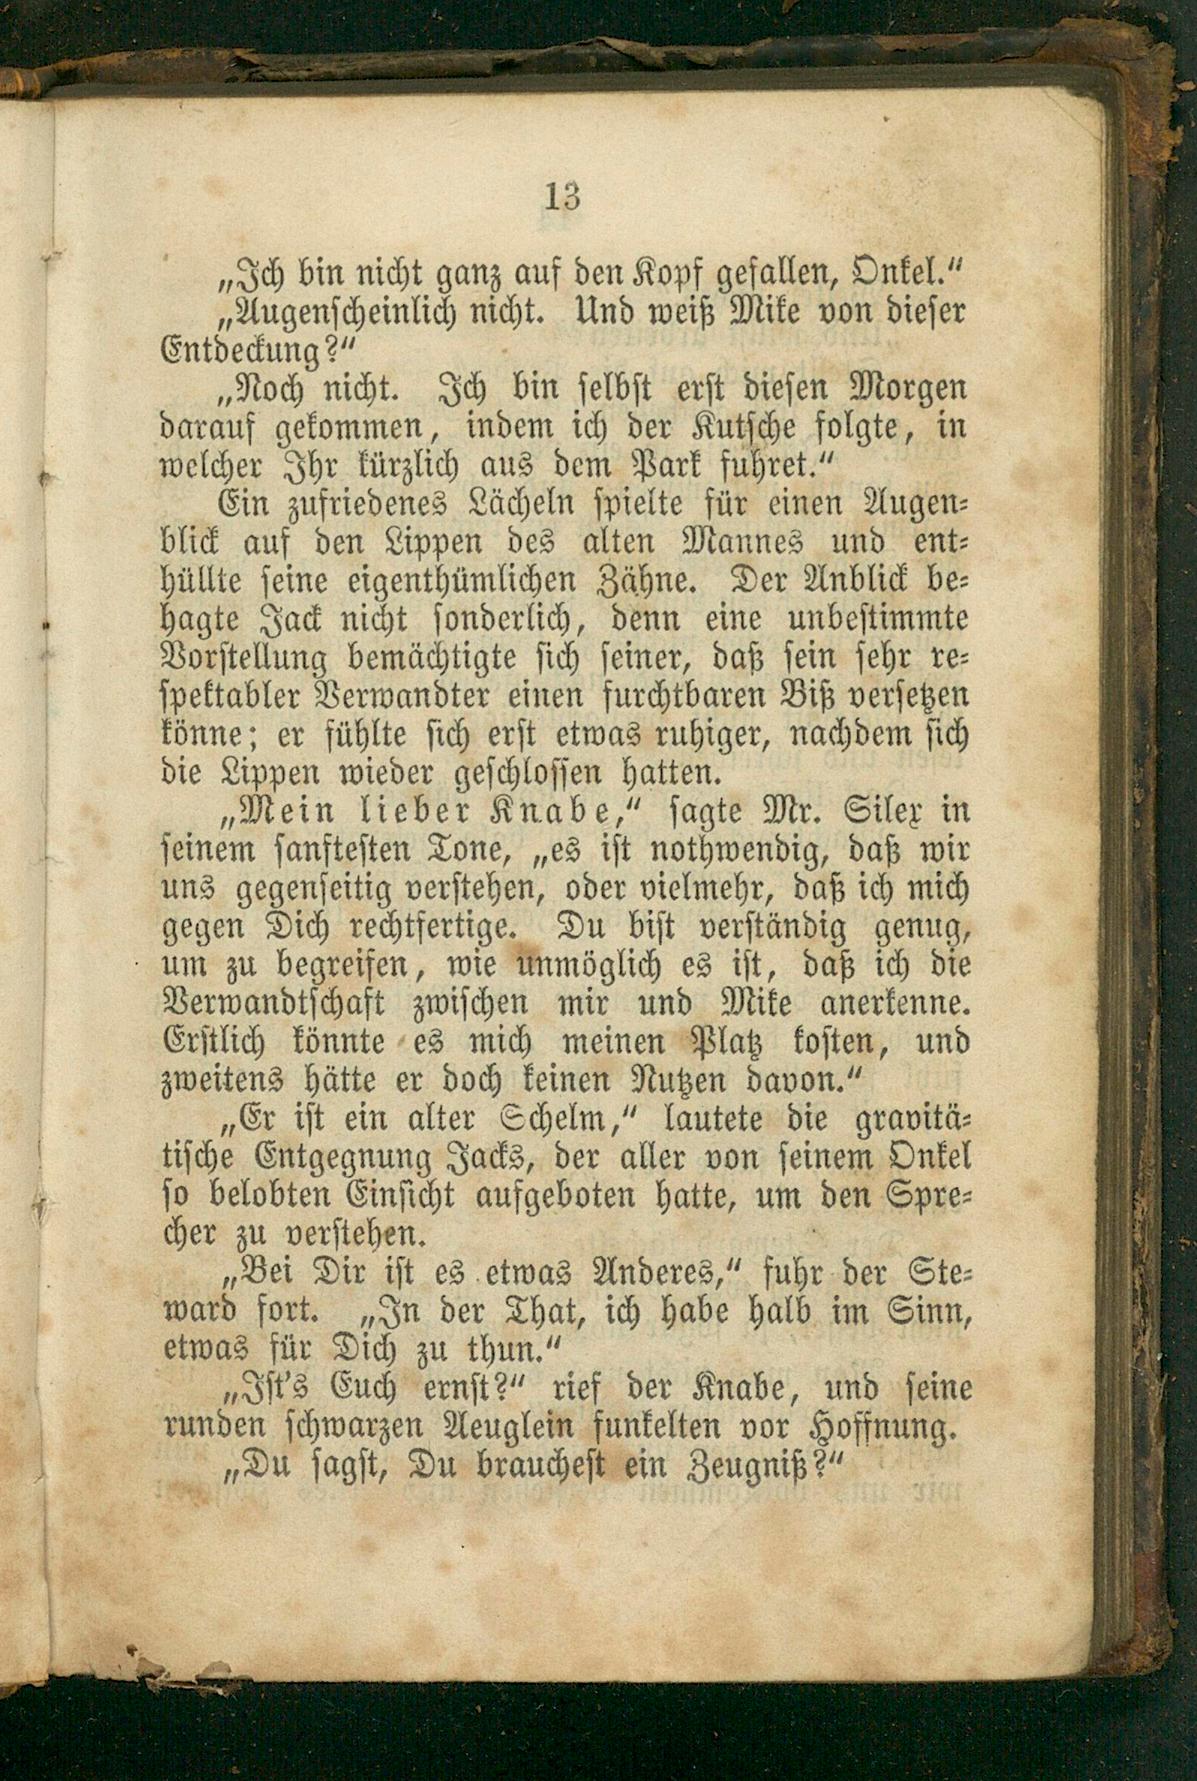 13
„Ich bin nicht ganz auf den Kopf gefallen, Onkel.“
„Augenscheinlich nicht. Und weiß Mike von dieser
Entdeckung?“
„Noch nicht. Ich bin selbst erst diesen Morgen
darauf gekommen, indem ich der Kutsche folgte, in
welcher Ihr kürzlich aus dem Park fuhret.“
Ein zufriedenes Lächeln spielte für einen Augen-
blick auf den Lippen des alten Mannes und ent-
hüllte seine eigenthümlichen Zähne. Der Anblick be-
hagte Jack nicht sonderlich, denn eine unbestimmte
Vorstellung bemächtigte sich seiner, daß sein sehr re-
spektabler Verwandter einen furchtbaren Biß versetzen
könne; er fühlte sich erst etwas ruhiger, nachdem sich
die Lippen wieder geschlossen hatten.
„Mein lieber Knabe,“ sagte Mr. Silex in
seinem sanftesten Tone, „es ist nothwendig, daß wir
uns gegenseitig verstehen, oder vielmehr, daß ich mich
gegen Dich rechtfertige. Du bist verständig genug,
um zu begreifen, wie unmöglich es ist, daß ich die
Verwandtschaft zwischen mir und Mike anerkenne.
Erstlich könnte es mich meinen Platz kosten, und
zweitens hätte er doch keinen Nutzen davon.“
„Er ist ein alter Schelm,“ lautete die gravitä-
tische Entgegnung Jacks, der aller von seinem Onkel
so belobten Einsicht aufgeboten hatte, um den Spre-
cher zu verstehen.
„Bei Dir ist es etwas Anderes,“ fuhr der Ste-
ward fort. „In der That, ich habe halb im Sinn,
etwas für Dich zu thun.“
„Ist's Euch ernst?“ rief der Knabe, und seine
runden schwarzen Aeuglein funkelten vor Hoffnung.
„Du sagst, Du brauchest ein Zeugniß?“